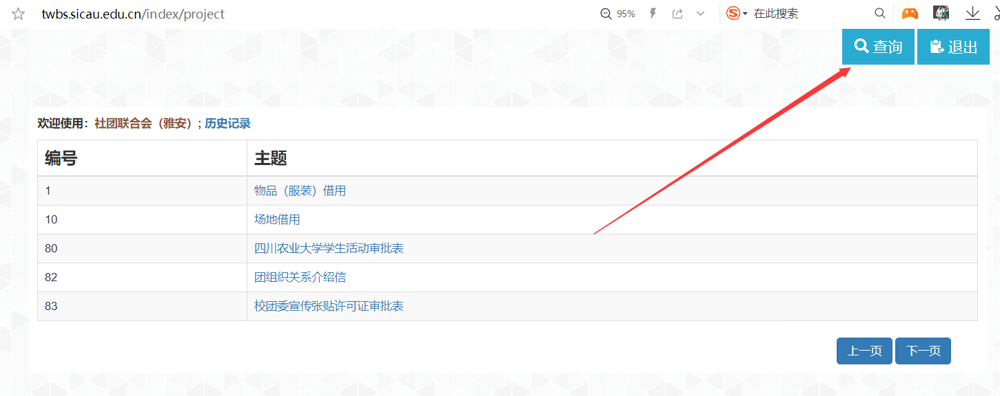 twbs.sicau.edu.cn/index/project 95% 在此搜索
查询 退出
欢迎使用：社团联合会（雅安）; 历史记录
编号 主题
1 物品（服装）借用
10 场地借用
80 四川农业大学学生活动审批表
82 团组织关系介绍信
83 校团委宣传张贴许可证审批表
上一页 下一页